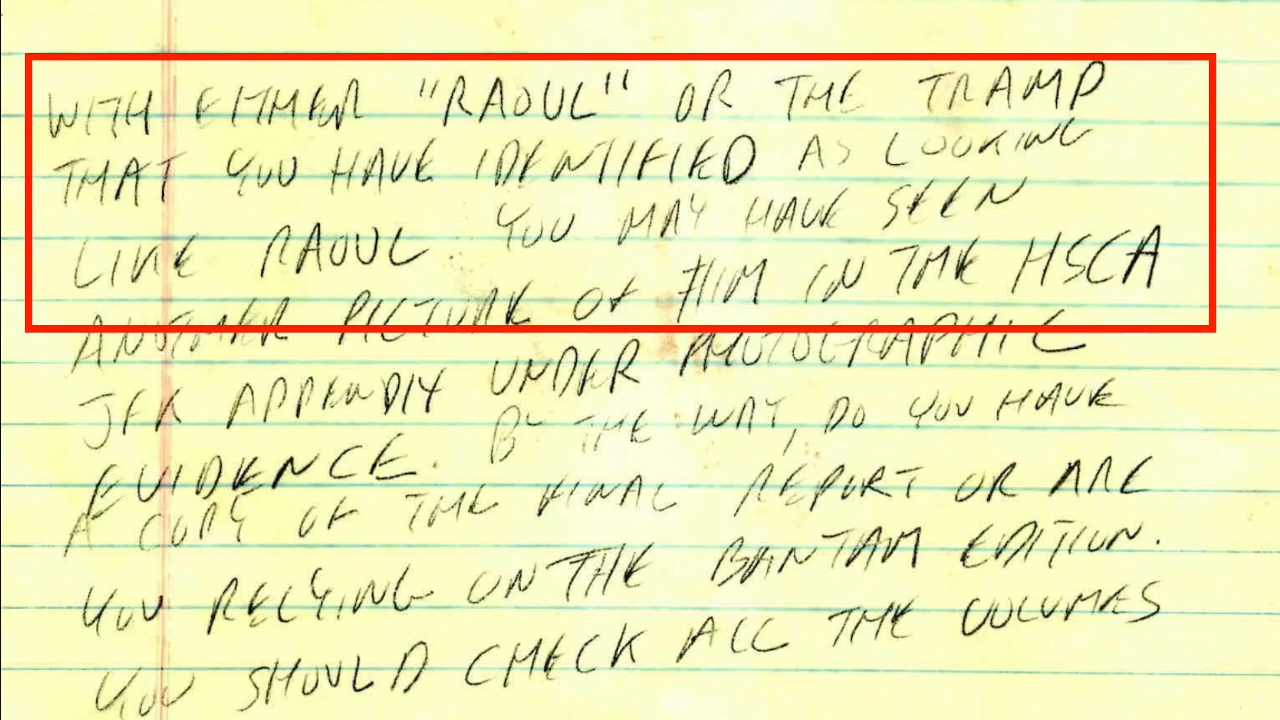 WITH EITHER "RAOUL" OR THE TRAMP
THAT YOU HAVE IDENTIFIED AS LOOKING
LIKE RAOUL. YOU MAY HAVE SEEN
ANOTHER PICTURE OF HIM IN THE HSCA
JFK APPENDIX UNDER PHOTOGRAPHIC
EVIDENCE. BY THE WAY, DO YOU HAVE
A COPY OF THE FINAL REPORT OR ARE
YOU RELYING ON THE BANTAM EDITION.
YOU SHOULD CHECK ALL THE VOLUMES